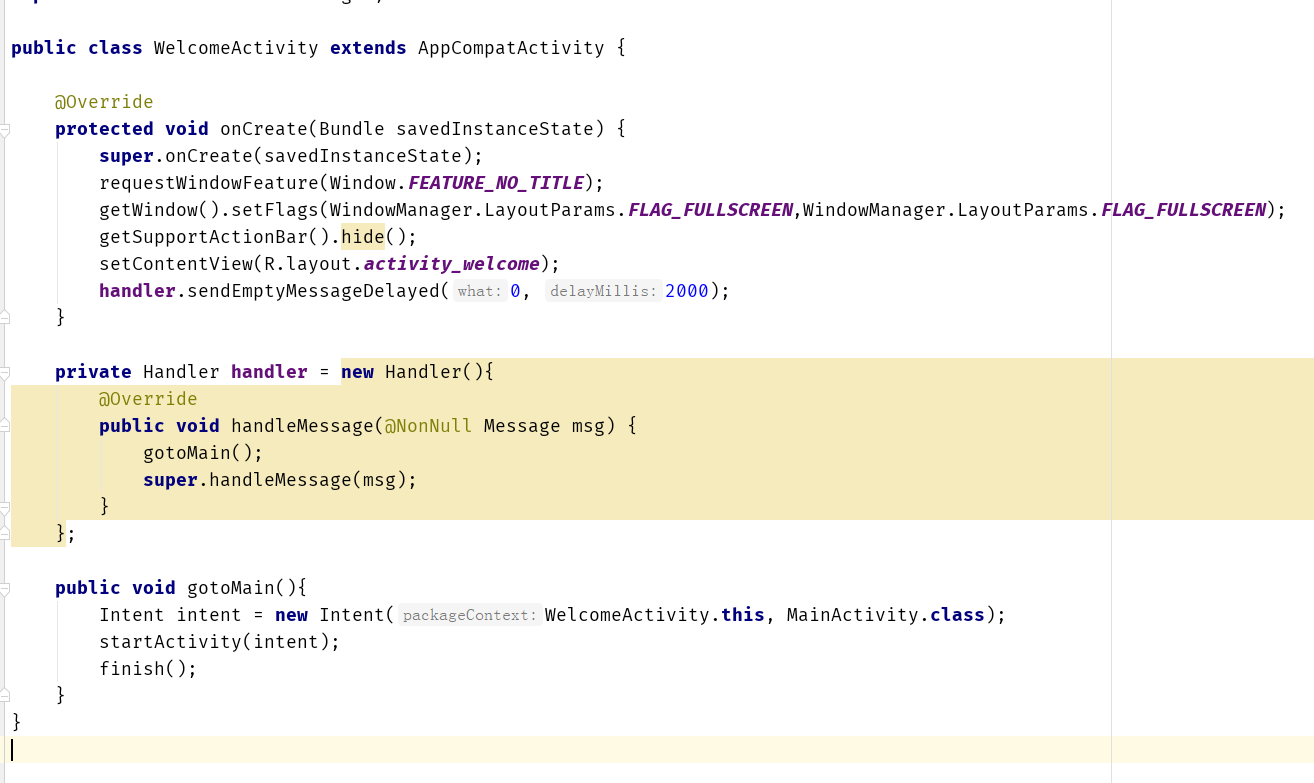 public class WelcomeActivity extends AppCompatActivity {
@Override
protected void onCreate(Bundle savedInstanceState) {
super.onCreate(savedInstanceState);
requestWindowFeature(Window.FEATURE_NO_TITLE);
getWindow().setFlags(WindowManager.LayoutParams.FLAG_FULLSCREEN,WindowManager.LayoutParams.FLAG_FULLSCREEN);
getSupportActionBar().hide();
setContentView(R.layout.activity_welcome);
handler.sendEmptyMessageDelayed( what: 0, delayMillis: 2000);
}
private Handler handler = new Handler(){
@Override
public void handleMessage(@NonNull Message msg) {
gotoMain();
super.handleMessage(msg);
}
};
public void gotoMain(){
Intent intent = new Intent( packageContext: WelcomeActivity.this, MainActivity.class);
startActivity(intent);
finish();
}
}